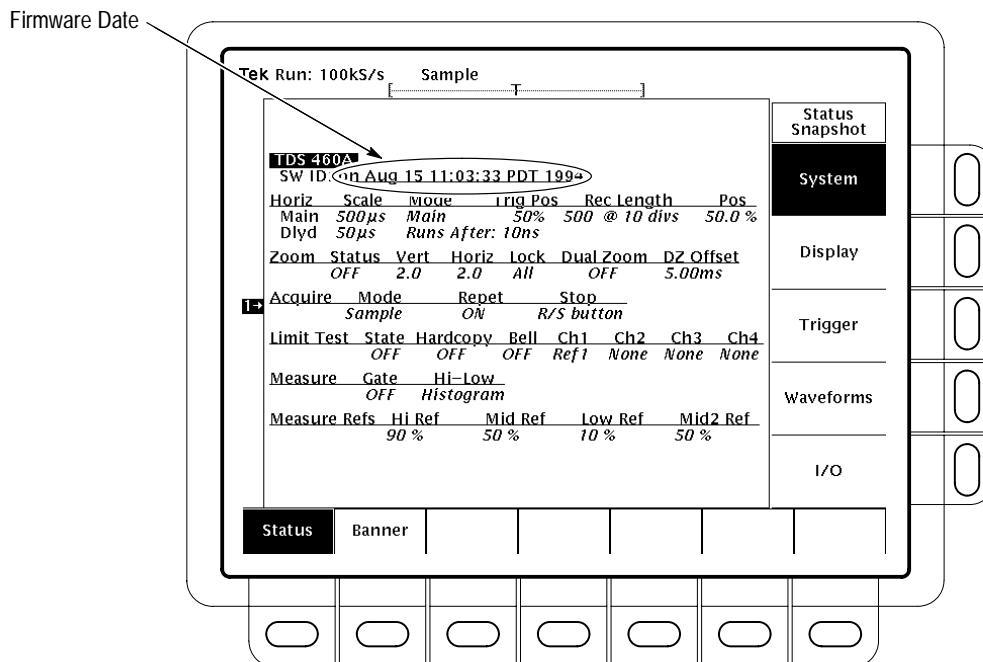 Firmware Date
Tek Run: 100kS/s Sample
[ T ]
Status
Snapshot
TDS 460A
SW ID: on Aug 15 11:03:33 PDT 1994
System
Horiz Scale Mode Trig Pos Rec Length Pos
Main 500µs Main 50% 500 @ 10 divs 50.0 %
Dlyd 50µs Runs After: 10ns
Zoom Status Vert Horiz Lock Dual Zoom DZ Offset
OFF 2.0 2.0 All OFF 5.00ms
Display
1→
Acquire Mode Repet Stop
Sample ON R/S button
Limit Test State Hardcopy Bell Ch1 Ch2 Ch3 Ch4
OFF OFF OFF Ref1 None None None
Trigger
Measure Gate Hi-Low
OFF Histogram
Waveforms
Measure Refs Hi Ref Mid Ref Low Ref Mid2 Ref
90 % 50 % 10 % 50 %
I/O
Status Banner